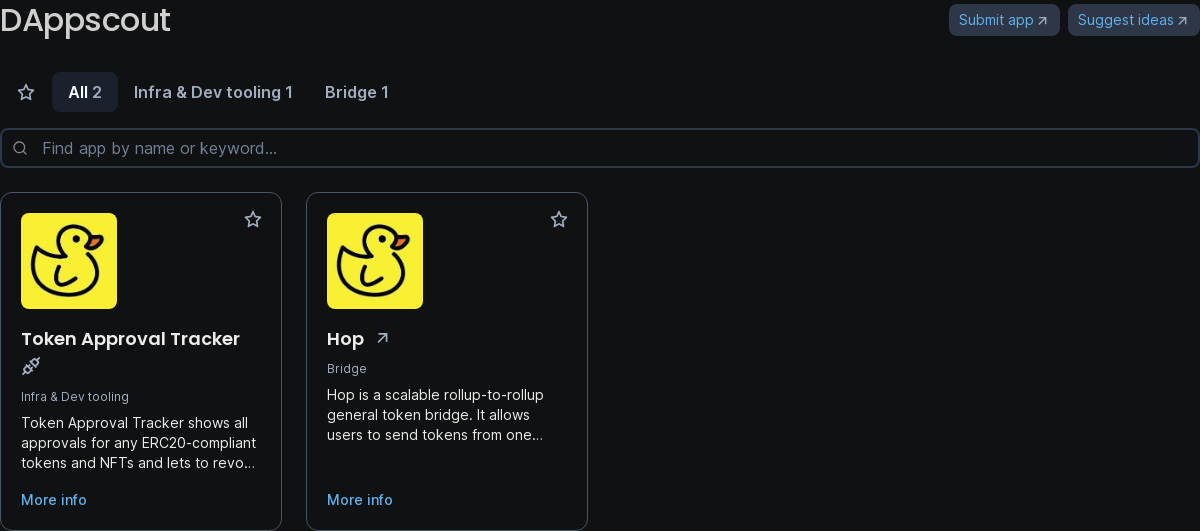 DAppscout
Submit app
Suggest ideas
All 2
Infra & Dev tooling 1
Bridge 1
Find app by name or keyword...
Token Approval Tracker
Infra & Dev tooling
Token Approval Tracker shows all
approvals for any ERC20-compliant
tokens and NFTs and lets to revo...
More info
Hop
Bridge
Hop is a scalable rollup-to-rollup
general token bridge. It allows
users to send tokens from one...
More info